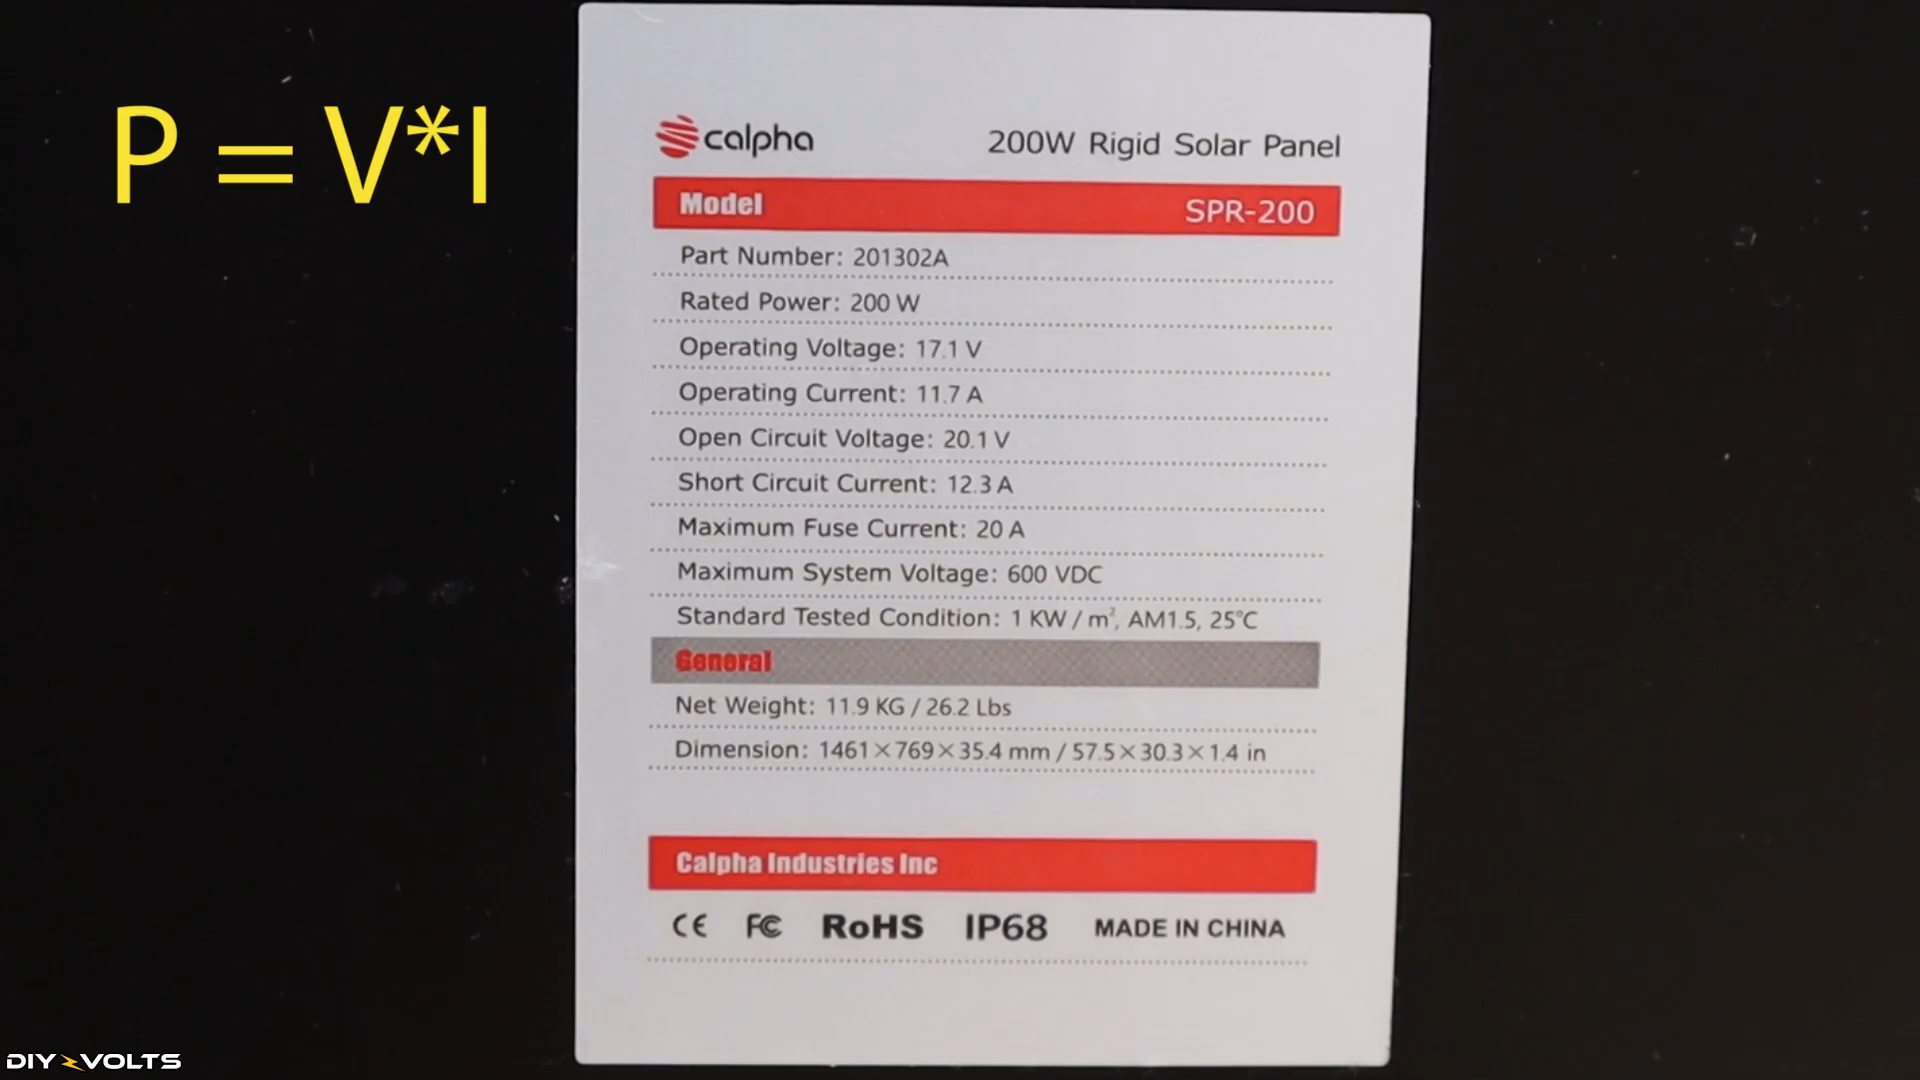 P = V*I
calpha 200W Rigid Solar Panel
Model SPR-200
Part Number: 201302A
Rated Power: 200 W
Operating Voltage: 17.1 V
Operating Current: 11.7 A
Open Circuit Voltage: 20.1 V
Short Circuit Current: 12.3 A
Maximum Fuse Current: 20 A
Maximum System Voltage: 600 VDC
Standard Tested Condition: 1 KW / m², AM1.5, 25℃
General
Net Weight: 11.9 KG / 26.2 Lbs
Dimension: 1461×769×35.4 mm / 57.5×30.3×1.4 in
Calpha Industries Inc
CE FC RoHS IP68 MADE IN CHINA
DIY VOLTS